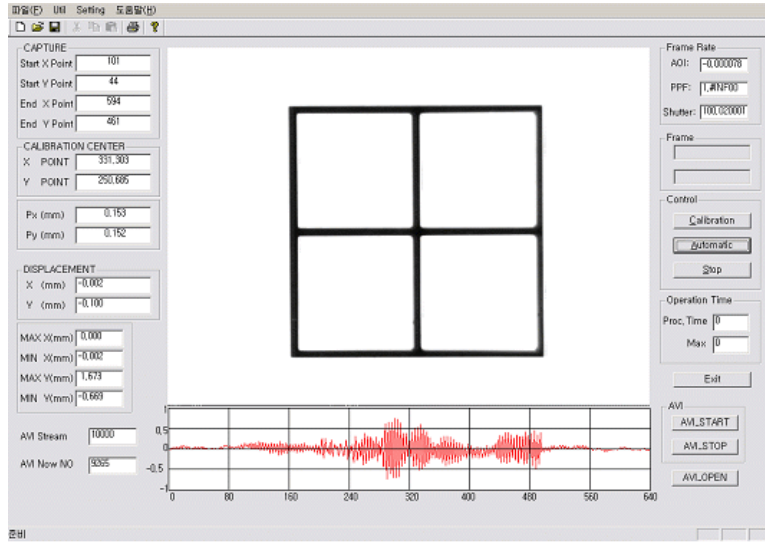 파일(F) Util Setting 도움말(H)
CAPTURE
Start X Point 101
Start Y Point 44
End X Point 594
End Y Point 461
CALIBRATION CENTER
X POINT 331,303
Y POINT 250,685
Px (mm) 0,153
Py (mm) 0,152
DISPLACEMENT
X (mm) -0,002
Y (mm) -0,100
MAX X(mm) 0,000
MIN X(mm) -0,002
MAX Y(mm) 1,673
MIN Y(mm) -0,669
AVI Stream 10000
AVI Now NO 9265
1
0,5
0
-0,5
-1
0 80 160 240 320 400 480 560 640
Frame Rate
AOI: -0,000078
PPF: 1,#INF00
Shutter: 100,020001
Frame
Control
Calibration
Automatic
Stop
Operation Time
Proc, Time 0
Max 0
Exit
AVI
AVI_START
AVI_STOP
AVI_OPEN
준비